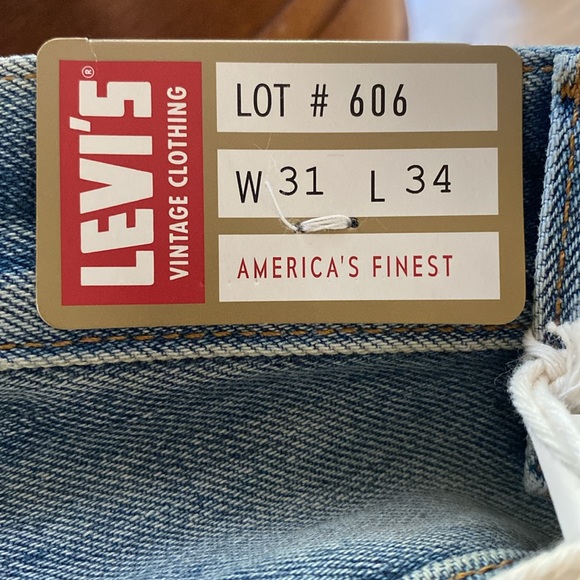 LEVI'S®
VINTAGE CLOTHING
LOT # 606
W 31 L 34
AMERICA'S FINEST